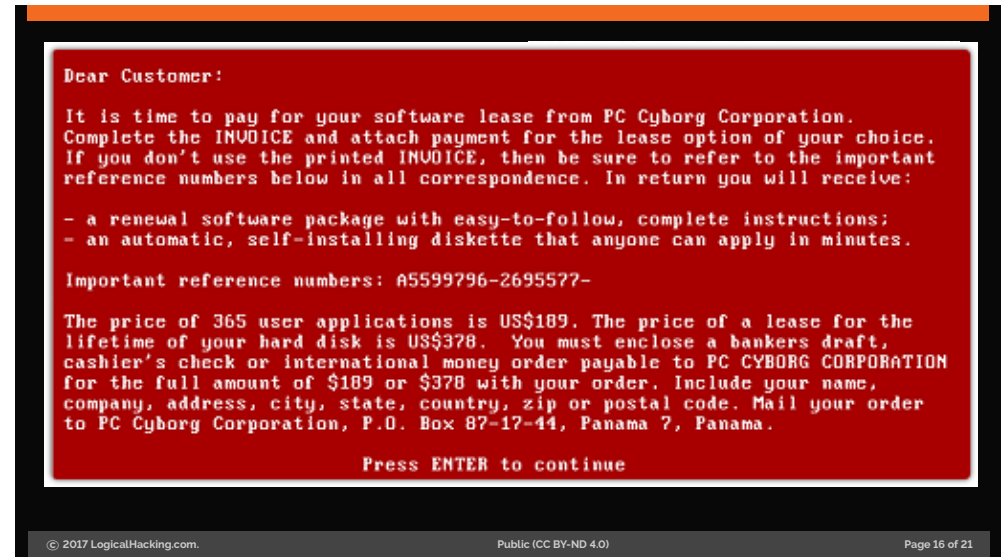 Dear Customer:
It is time to pay for your software lease from PC Cyborg Corporation.
Complete the INVOICE and attach payment for the lease option of your choice.
If you don't use the printed INVOICE, then be sure to refer to the important
reference numbers below in all correspondence. In return you will receive:
- a renewal software package with easy-to-follow, complete instructions;
- an automatic, self-installing diskette that anyone can apply in minutes.
Important reference numbers: A5599796-2695577-
The price of 365 user applications is US$189. The price of a lease for the
lifetime of your hard disk is US$378. You must enclose a bankers draft,
cashier's check or international money order payable to PC CYBORG CORPORATION
for the full amount of $189 or $378 with your order. Include your name,
company, address, city, state, country, zip or postal code. Mail your order
to PC Cyborg Corporation, P.O. Box 87-17-44, Panama 7, Panama.
Press ENTER to continue
© 2017 LogicalHacking.com. Public (CC BY-ND 4.0) Page 16 of 21